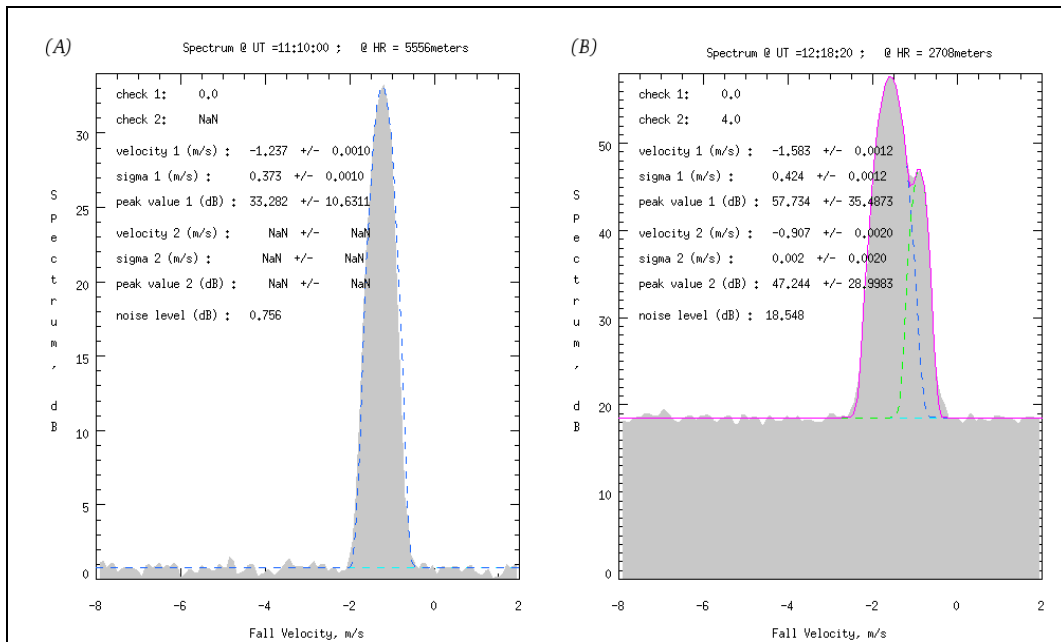 (A)
Spectrum @ UT =11:10:00 ; @ HR = 5556meters
check 1: 0.0
check 2: NaN
velocity 1 (m/s) : -1.237 +/- 0.0010
sigma 1 (m/s) : 0.373 +/- 0.0010
peak value 1 (dB) : 33.282 +/- 10.6311
velocity 2 (m/s) : NaN +/- NaN
sigma 2 (m/s) : NaN +/- NaN
peak value 2 (dB) : NaN +/- NaN
noise level (dB) : 0.756
Spectrum, dB
30
25
20
15
10
5
0
-8 -6 -4 -2 0 2
Fall Velocity, m/s
(B)
Spectrum @ UT =12:18:20 ; @ HR = 2708meters
check 1: 0.0
check 2: 4.0
velocity 1 (m/s) : -1.583 +/- 0.0012
sigma 1 (m/s) : 0.424 +/- 0.0012
peak value 1 (dB) : 57.734 +/- 35.4873
velocity 2 (m/s) : -0.907 +/- 0.0020
sigma 2 (m/s) : 0.002 +/- 0.0020
peak value 2 (dB) : 47.244 +/- 28.9983
noise level (dB) : 18.548
Spectrum, dB
50
40
30
20
10
0
-8 -6 -4 -2 0 2
Fall Velocity, m/s